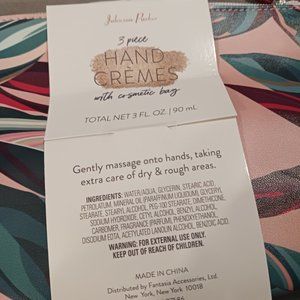 3 piece
HAND
CRÈMES
with cosmetic bag
TOTAL NET 3 FL. OZ. | 90 mL
Gently massage onto hands, taking
extra care of dry & rough areas.
INGREDIENTS: WATER/AQUA, GLYCERIN, STEARIC ACID,
PETROLATUM, MINERAL OIL PARAFFINUM LIQUIDUM, GLYCERYL
STEARATE, STEARYL ALCOHOL, PEG-100 STEARATE, DIMETHICONE,
SODIUM HYDROXIDE, CETYL ALCOHOL, BENZYL ALCOHOL,
CARBOMER, FRAGRANCE (PARFUM), PHENOXYETHANOL,
DISODIUM EDTA, ACETYLATED LANOLIN ALCOHOL, BENZOIC ACID.
WARNING: FOR EXTERNAL USE ONLY.
KEEP OUT OF REACH OF CHILDREN.
MADE IN CHINA
Distributed by Fantasia Accessories, Ltd.
New York, New York 10018